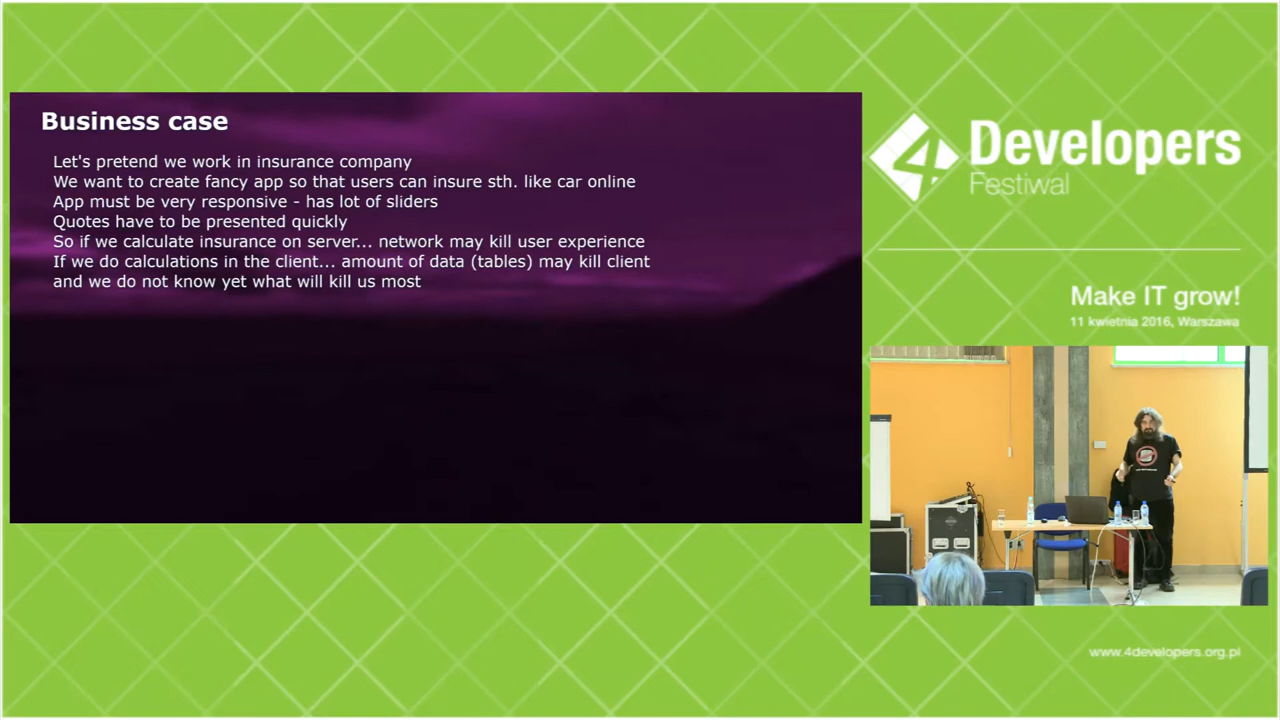 Business case
Let's pretend we work in insurance company
We want to create fancy app so that users can insure sth. like car online
App must be very responsive - has lot of sliders
Quotes have to be presented quickly
So if we calculate insurance on server... network may kill user experience
If we do calculations in the client... amount of data (tables) may kill client
and we do not know yet what will kill us most
4Developers
Festiwal
Make IT grow!
11 kwietnia 2016, Warszawa
www.4developers.org.pl